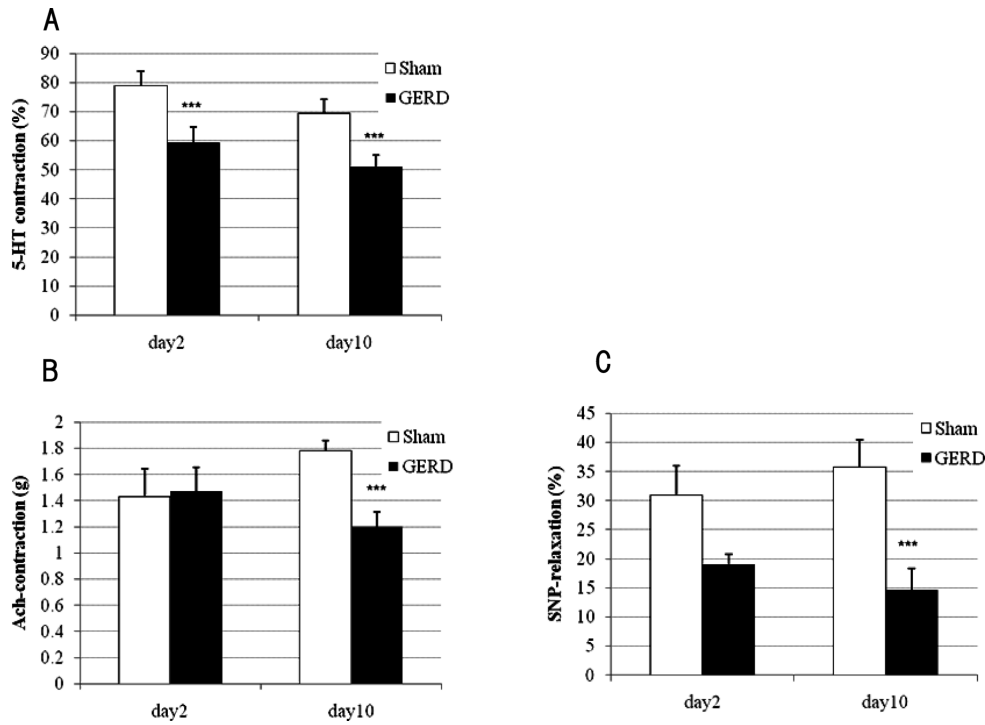 A
90
80
70
60
50
40
30
20
10
0
5-HT contraction (%)
Sham
GERD
***
***
day2
day10
B
2
1.8
1.6
1.4
1.2
1
0.8
0.6
0.4
0.2
0
Ach-contraction (g)
Sham
GERD
***
day2
day10
C
45
40
35
30
25
20
15
10
5
0
SNP-relaxation (%)
Sham
GERD
***
day2
day10